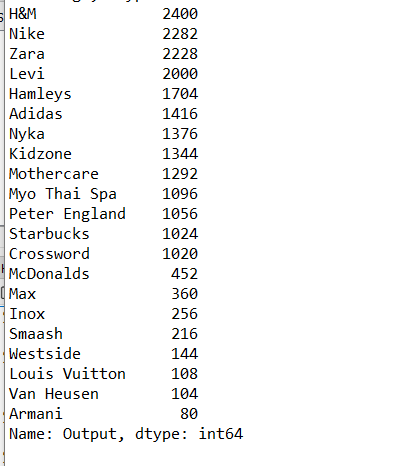 H&M 2400
Nike 2282
Zara 2228
Levi 2000
Hamleys 1704
Adidas 1416
Nyka 1376
Kidzone 1344
Mothercare 1292
Myo Thai Spa 1096
Peter England 1056
Starbucks 1024
Crossword 1020
McDonalds 452
Max 360
Inox 256
Smaash 216
Westside 144
Louis Vuitton 108
Van Heusen 104
Armani 80
Name: Output, dtype: int64